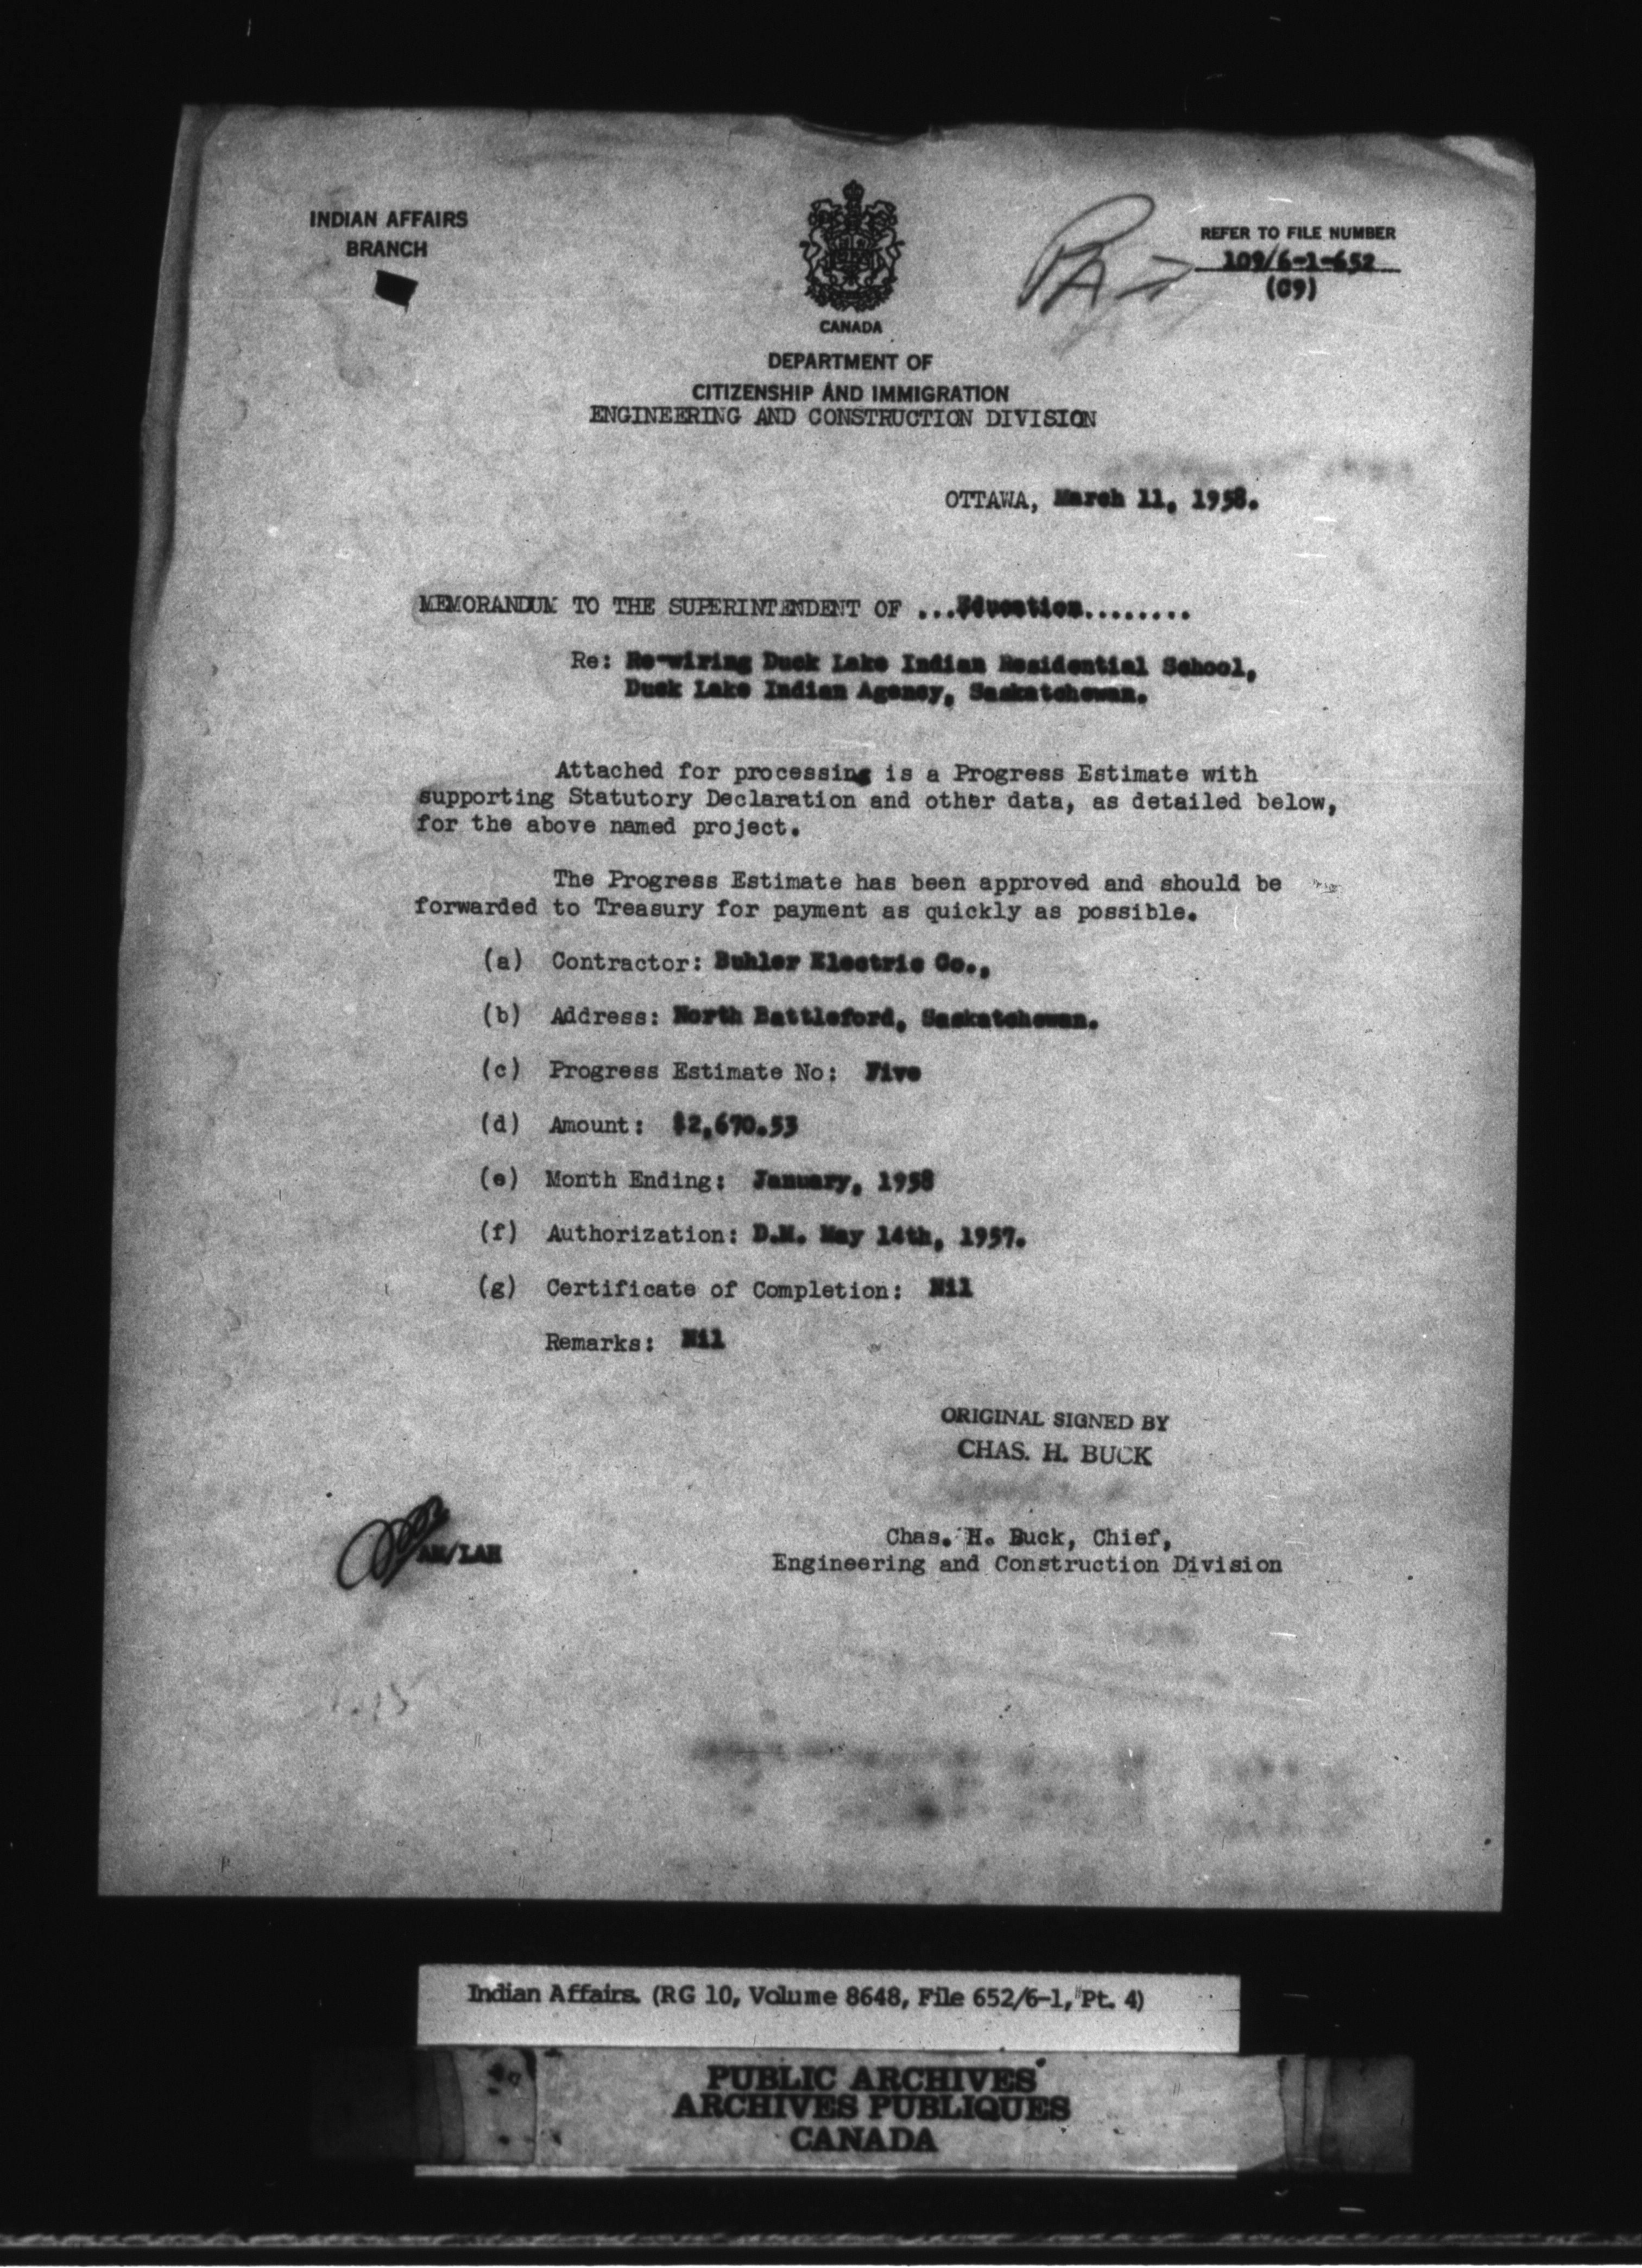 INDIAN AFFAIRS
BRANCH
CANADA
REFER TO FILE NUMBER
109/6-1-652
(C9)
DEPARTMENT OF
CITIZENSHIP AND IMMIGRATION
ENGINEERING AND CONSTRUCTION DIVISION
OTTAWA, March 11, 1958.
MEMORANDUM TO THE SUPERINTENDENT OF ...Education........
Re: Re-wiring Duck Lake Indian Residential School,
Duck Lake Indian Agency, Saskatchewan.
Attached for processing is a Progress Estimate with
supporting Statutory Declaration and other data, as detailed below,
for the above named project.
The Progress Estimate has been approved and should be
forwarded to Treasury for payment as quickly as possible.
(a) Contractor: Buhler Electric Co.,
(b) Address: North Battleford, Saskatchewan.
(c) Progress Estimate No: Five
(d) Amount: $2,670.53
(e) Month Ending: January, 1958
(f) Authorization: D.M. May 14th, 1957.
(g) Certificate of Completion: Nil
Remarks: Nil
ORIGINAL SIGNED BY
CHAS. H. BUCK
Chas. H. Buck, Chief,
Engineering and Construction Division
/LAH
Indian Affairs. (RG 10, Volume 8648, File 652/6-1, Pt. 4)
PUBLIC ARCHIVES
ARCHIVES PUBLIQUES
CANADA